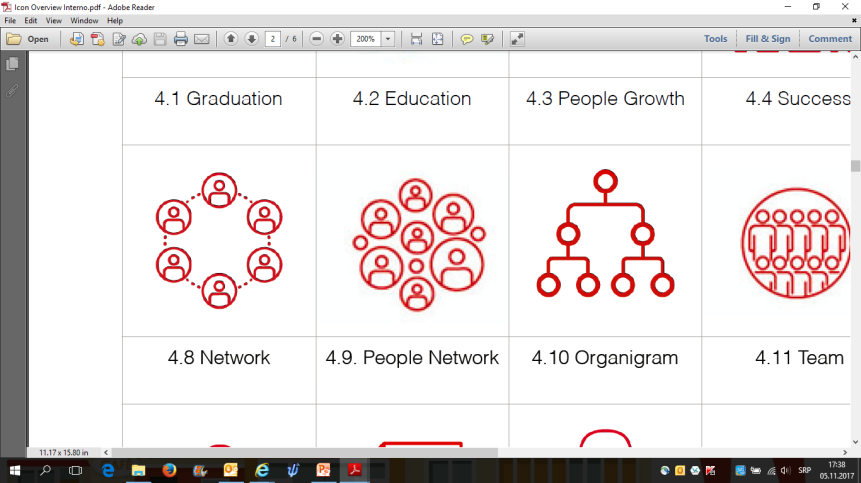 Icon Overview Interno.pdf - Adobe Reader
File Edit View Window Help
Open 2 / 6 200% Tools Fill & Sign Comment
4.1 Graduation 4.2 Education 4.3 People Growth 4.4 Success
4.8 Network 4.9. People Network 4.10 Organigram 4.11 Team
11.17 x 15.80 in
17:38
SRP
05.11.2017